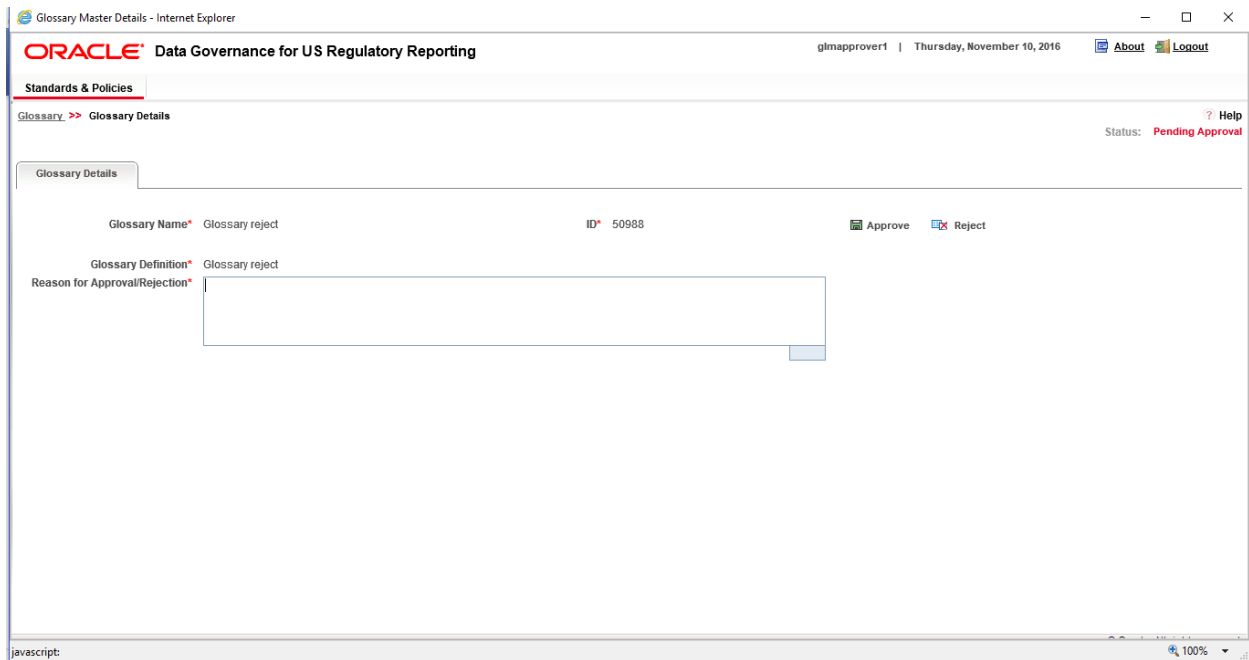 Glossary Master Details - Internet Explorer
ORACLE® Data Governance for US Regulatory Reporting
glmapprover1 | Thursday, November 10, 2016 About Logout
Standards & Policies
Glossary >> Glossary Details
? Help
Status: Pending Approval
Glossary Details
Glossary Name* Glossary reject ID* 50988 Approve Reject
Glossary Definition* Glossary reject
Reason for Approval/Rejection*
javascript: 100%